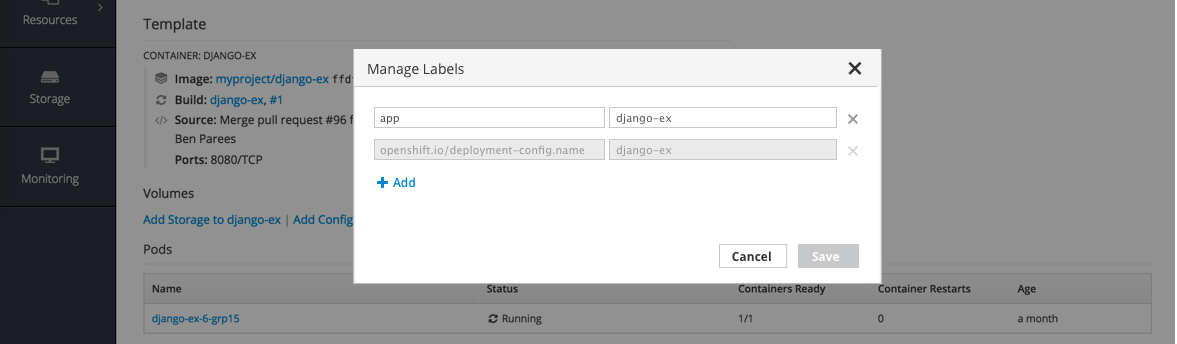 Resources
Storage
Monitoring
Template
CONTAINER: DJANGO-EX
Image: myproject/django-ex
Build: django-ex, #1
Source: Merge pull request #96
Ben Parees
Ports: 8080/TCP
Volumes
Add Storage to django-ex | Add Config
Pods
Manage Labels
app django-ex
openshift.io/deployment-config.name django-ex
Add
Cancel Save
Name Status Containers Ready Container Restarts Age
django-ex-6-grp15 Running 1/1 0 a month